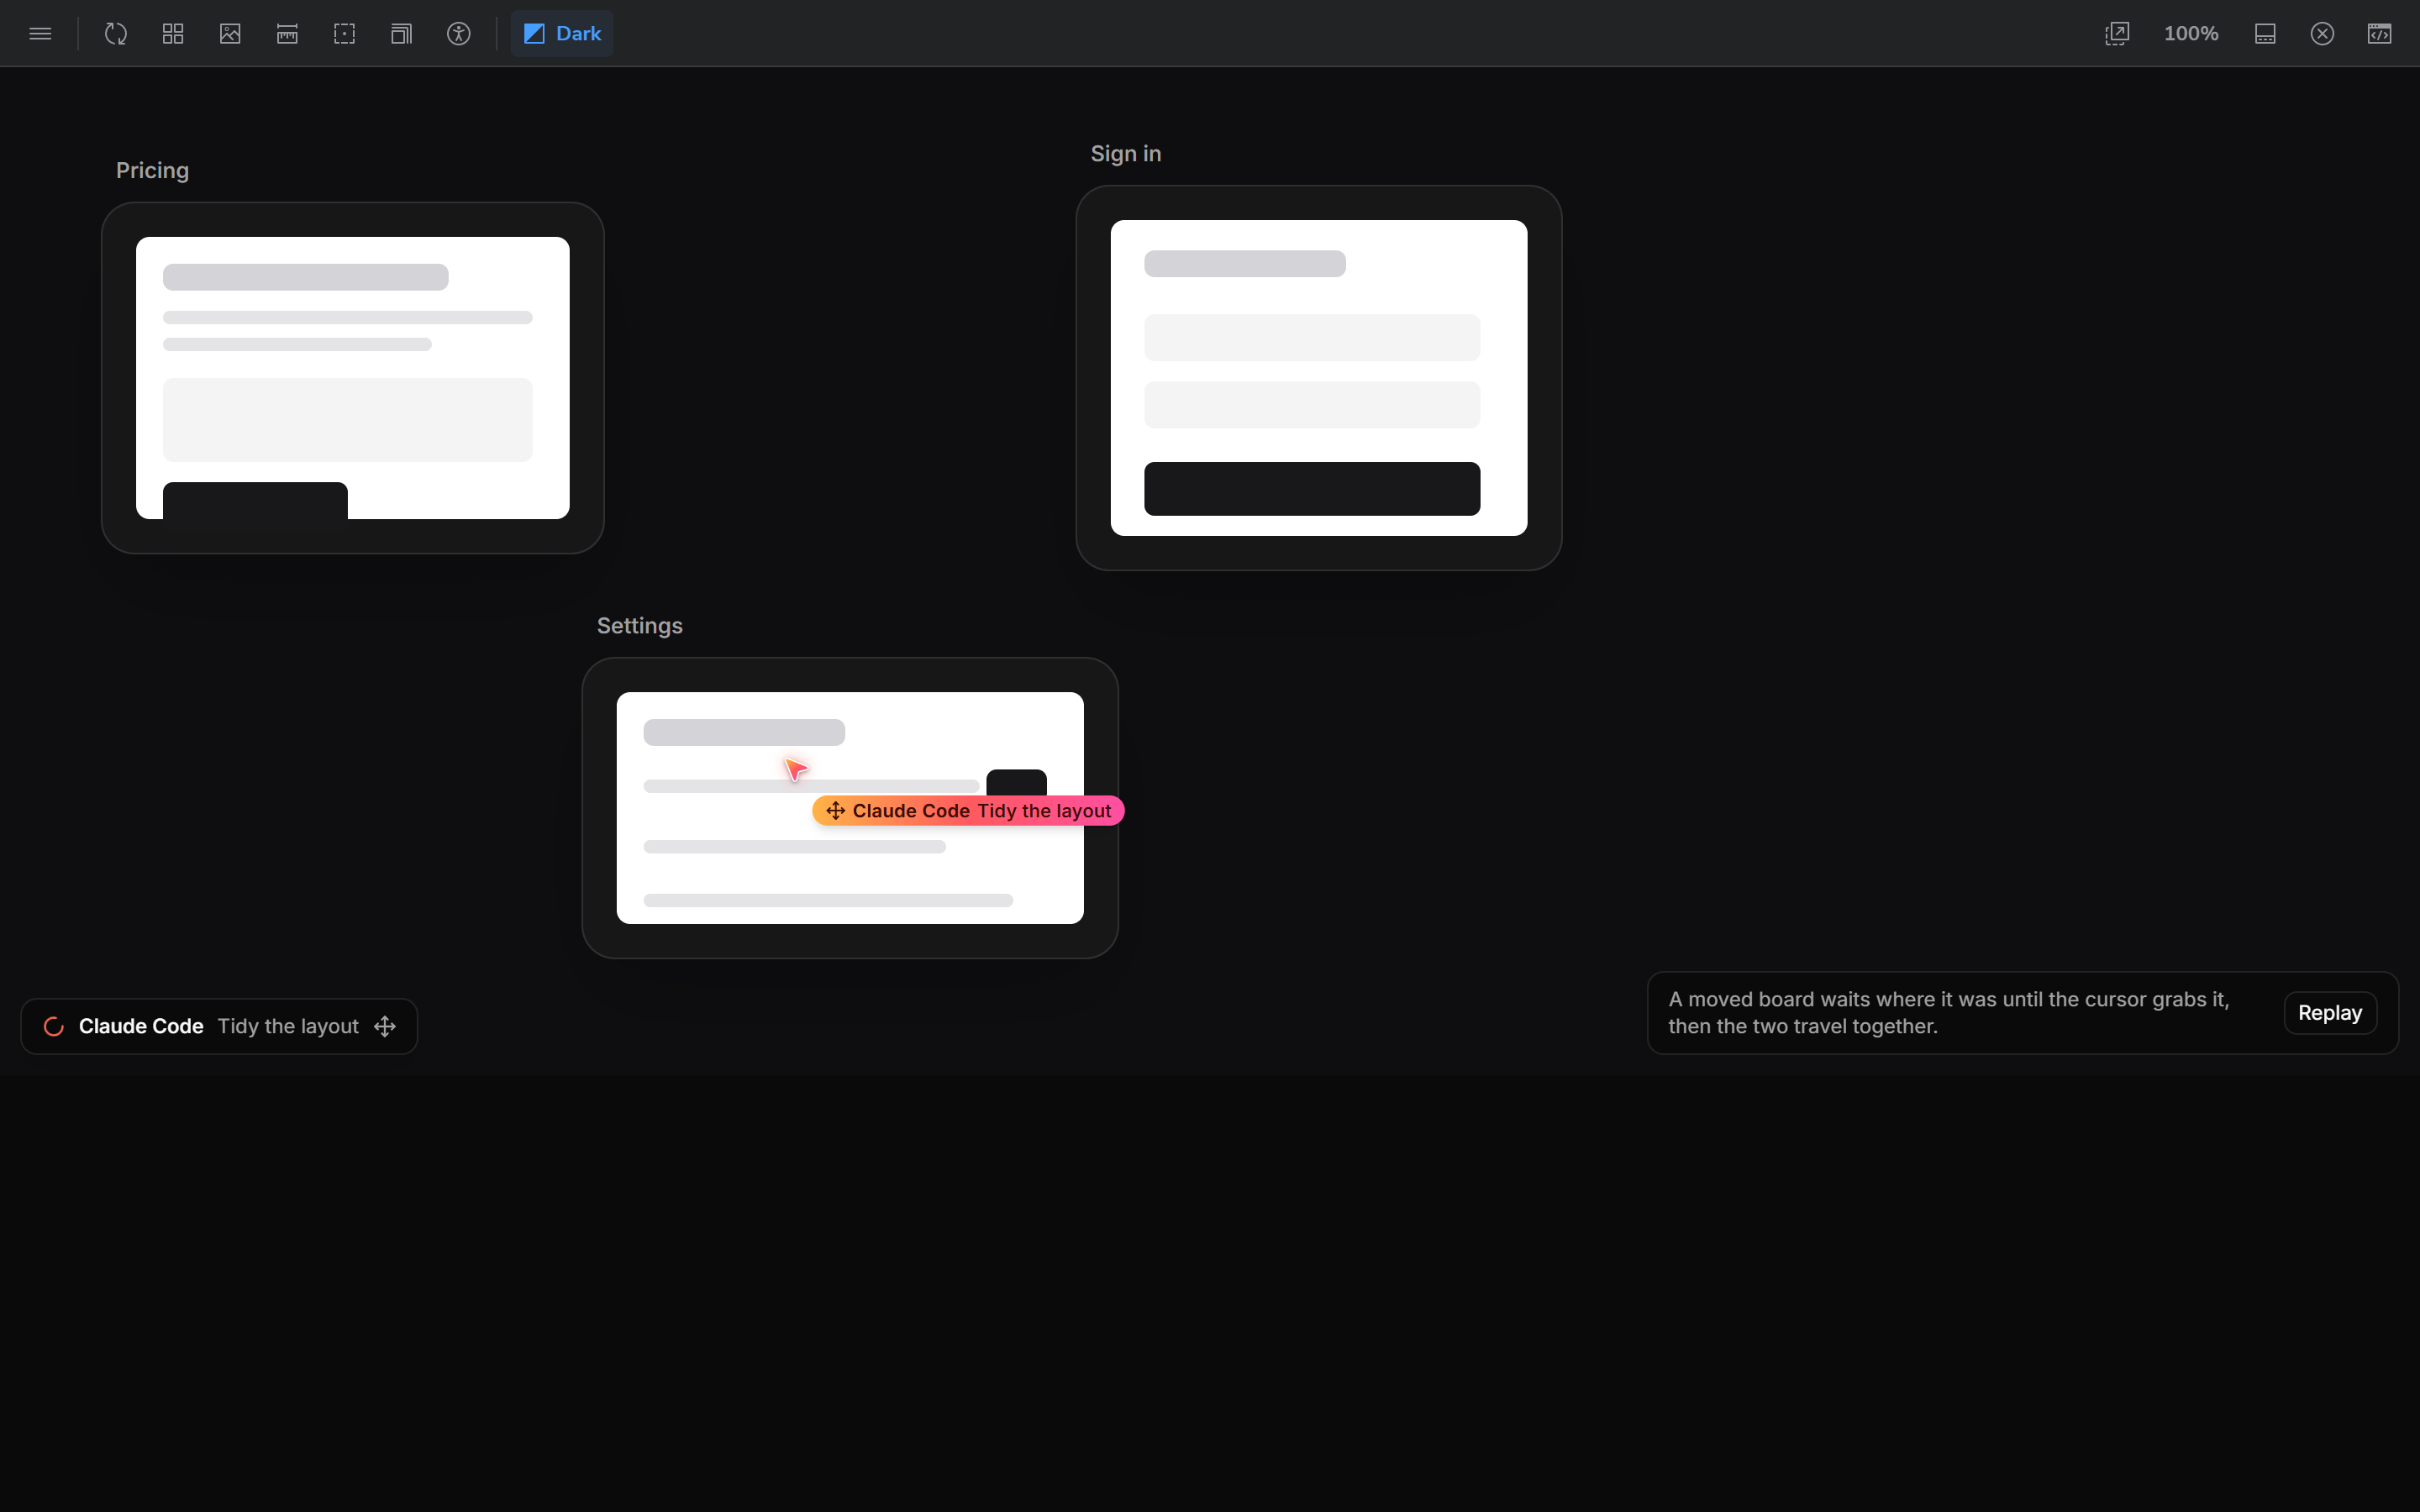 Dark
100%
Pricing
Sign in
Settings
Claude Code Tidy the layout
Claude Code Tidy the layout
A moved board waits where it was until the cursor grabs it,
then the two travel together.
Replay